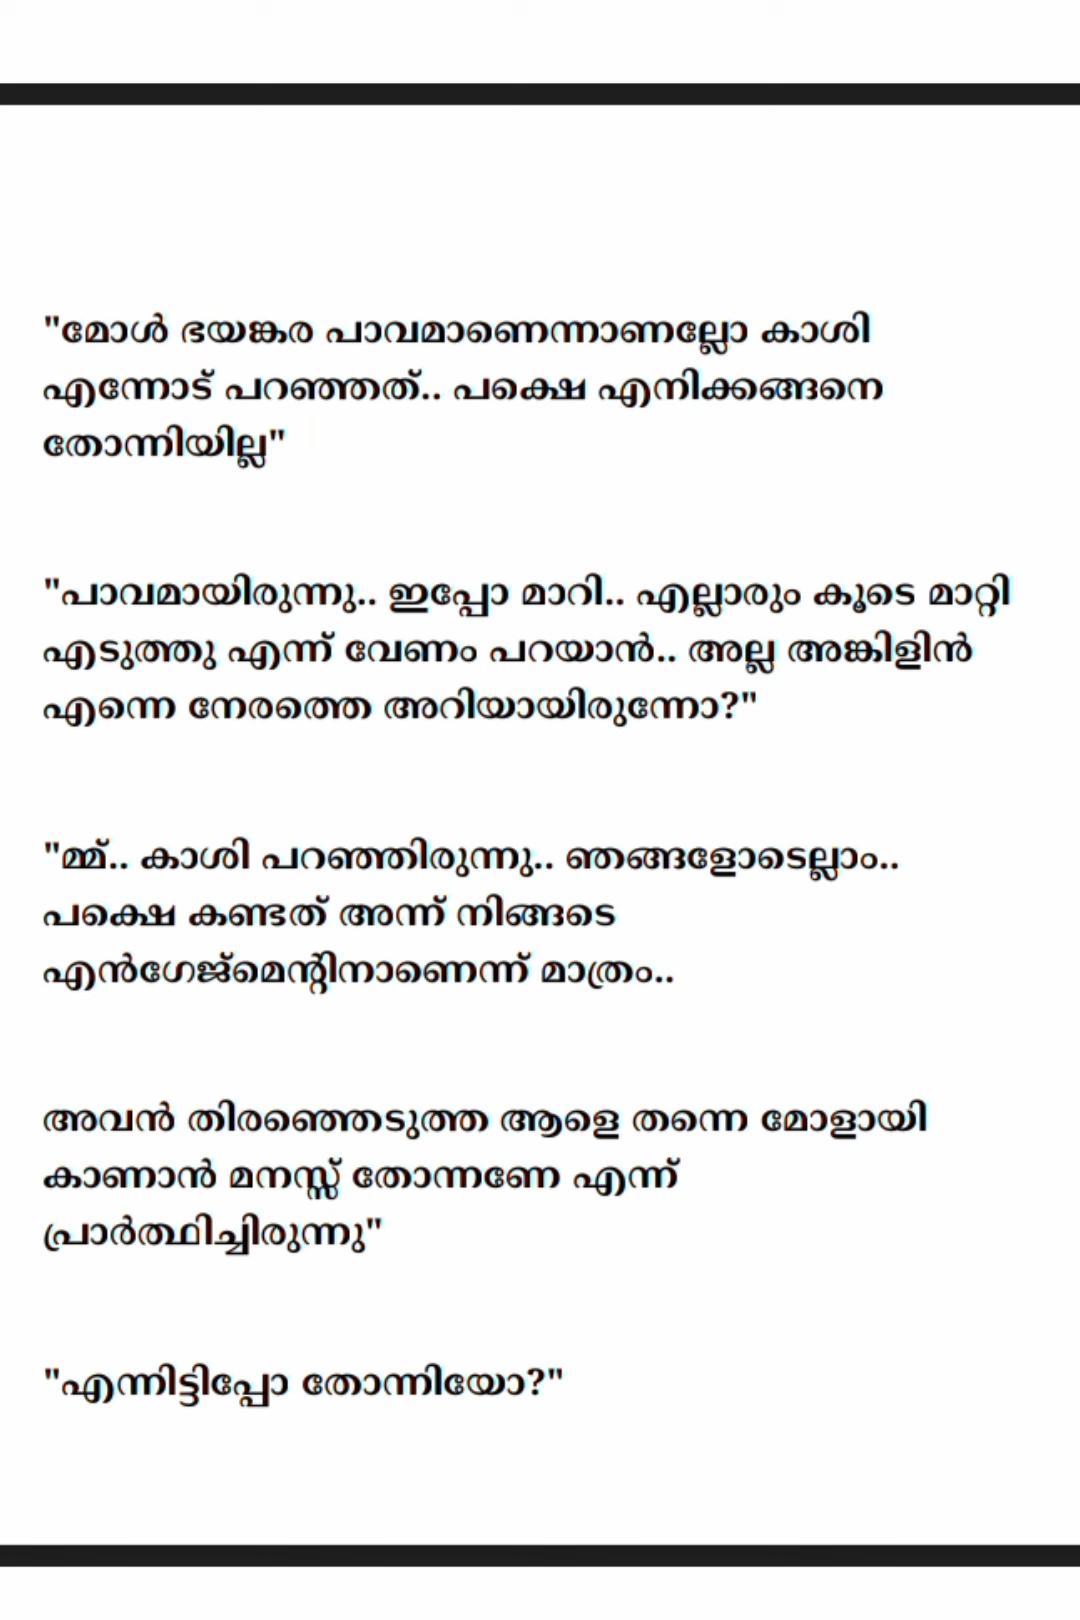 "മോൾ ഭയങ്കര പാവമാണെന്നാണല്ലോ കാശി
എന്നോട് പറഞ്ഞത്.. പക്ഷെ എനിക്കങ്ങനെ
തോന്നിയില്ല"
"പാവമായിരുന്നു.. ഇപ്പോ മാറി.. എല്ലാരും കൂടെ മാറ്റി
എടുത്തു എന്ന് വേണം പറയാൻ.. അല്ല അങ്കിളിൻ
എന്നെ നേരത്തെ അറിയായിരുന്നോ?"
"മ്മ്.. കാശി പറഞ്ഞിരുന്നു.. ഞങ്ങളോടെല്ലാം..
പക്ഷെ കണ്ടത് അന്ന് നിങ്ങടെ
എൻഗേജ്മെന്റിനാണെന്ന് മാത്രം..
അവൻ തിരഞ്ഞെടുത്ത ആളെ തന്നെ മോളായി
കാണാൻ മനസ്സ് തോന്നണേ എന്ന്
പ്രാർത്ഥിച്ചിരുന്നു"
"എന്നിട്ടിപ്പോ തോന്നിയോ?"